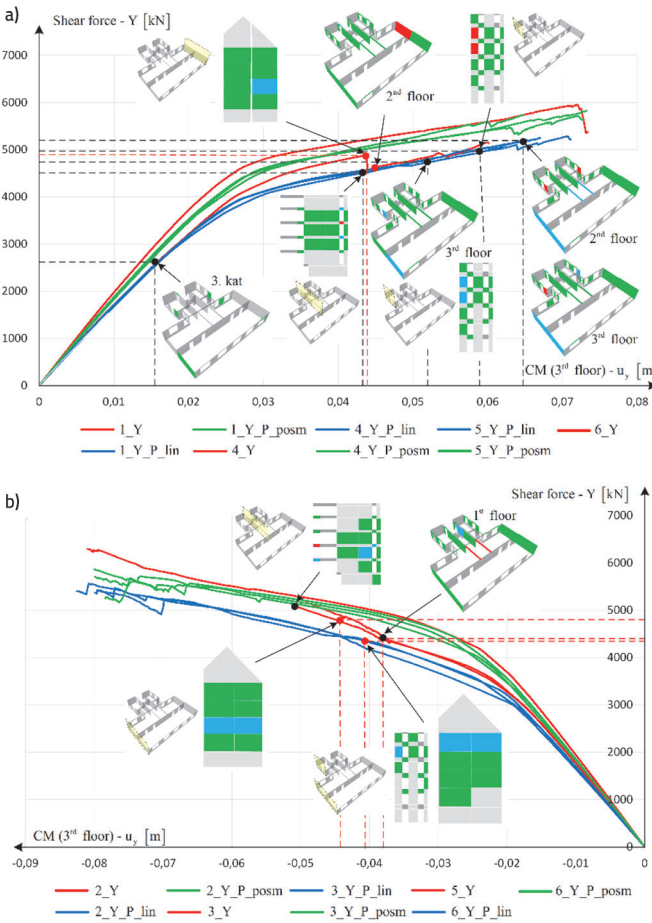 a)
Shear force - Y [kN]
7000
6000
5000
4000
3000
2000
1000
0
2nd floor
3rd floor
3. kat
2nd floor
3rd floor
CM (3rd floor) - uy [m]
0
0,01
0,02
0,03
0,04
0,05
0,06
0,07
0,08
1_Y
1_Y_P_posm
4_Y_P_lin
5_Y_P_lin
6_Y
1_Y_P_lin
4_Y
4_Y_P_posm
5_Y_P_posm
b)
Shear force - Y [kN]
7000
6000
5000
4000
3000
2000
1000
0
1st floor
CM (3rd floor) - uy [m]
-0,09
-0,08
-0,07
-0,06
-0,05
-0,04
-0,03
-0,02
-0,01
0
2_Y
2_Y_P_posm
3_Y_P_lin
5_Y
6_Y_P_posm
2_Y_P_lin
3_Y
3_Y_P_posm
6_Y_P_lin